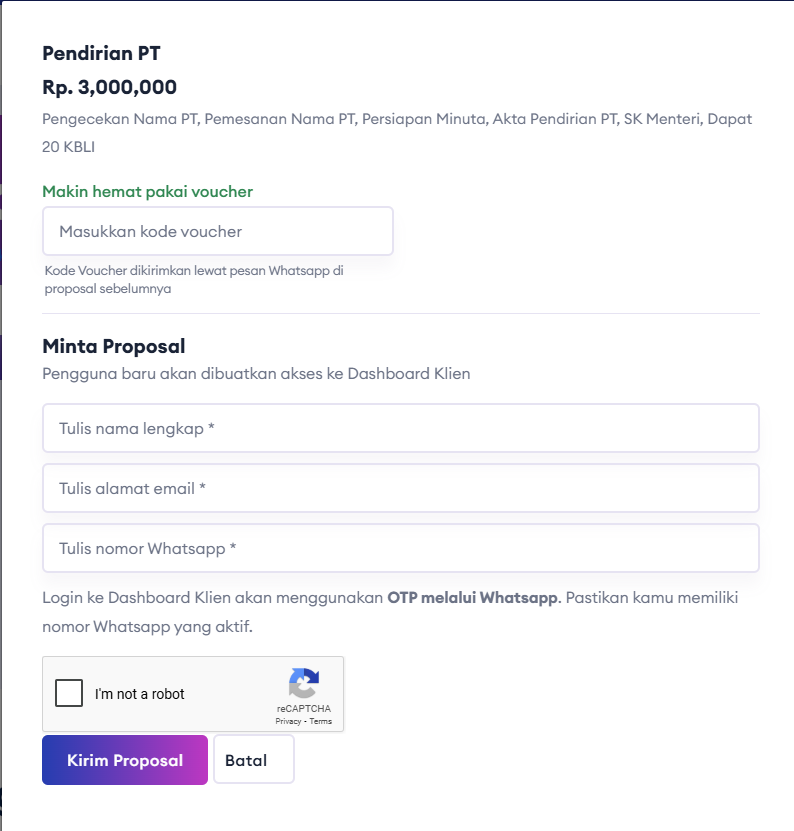 Pendirian PT
Rp. 3,000,000
Pengecekan Nama PT, Pemesanan Nama PT, Persiapan Minuta, Akta Pendirian PT, SK Menteri, Dapat
20 KBLI
Makin hemat pakai voucher
Masukkan kode voucher
Kode Voucher dikirimkan lewat pesan Whatsapp di
proposal sebelumnya
Minta Proposal
Pengguna baru akan dibuatkan akses ke Dashboard Klien
Tulis nama lengkap *
Tulis alamat email *
Tulis nomor Whatsapp *
Login ke Dashboard Klien akan menggunakan OTP melalui Whatsapp. Pastikan kamu memiliki
nomor Whatsapp yang aktif.
I'm not a robot
reCAPTCHA
Privacy - Terms
Kirim Proposal
Batal